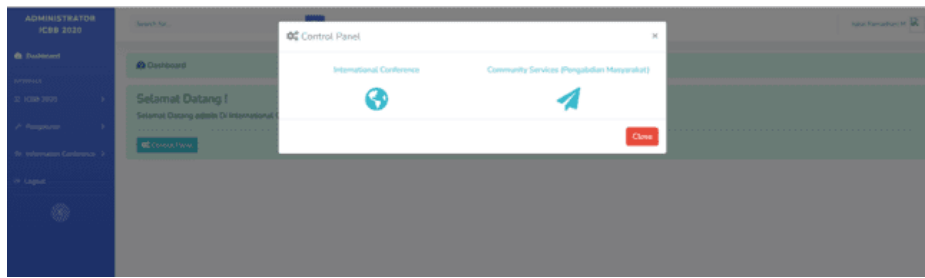 ADMINISTRATOR
ICBB 2020
Search for...
Dashboard
ICBB 2020
Pengaturan
Information Conference
Logout
Dashboard
Selamat Datang !
Selamat Datang admin Di International C
Control Panel
Control Panel
×
International Conference
Community Services (Pengabdian Masyarakat)
Close